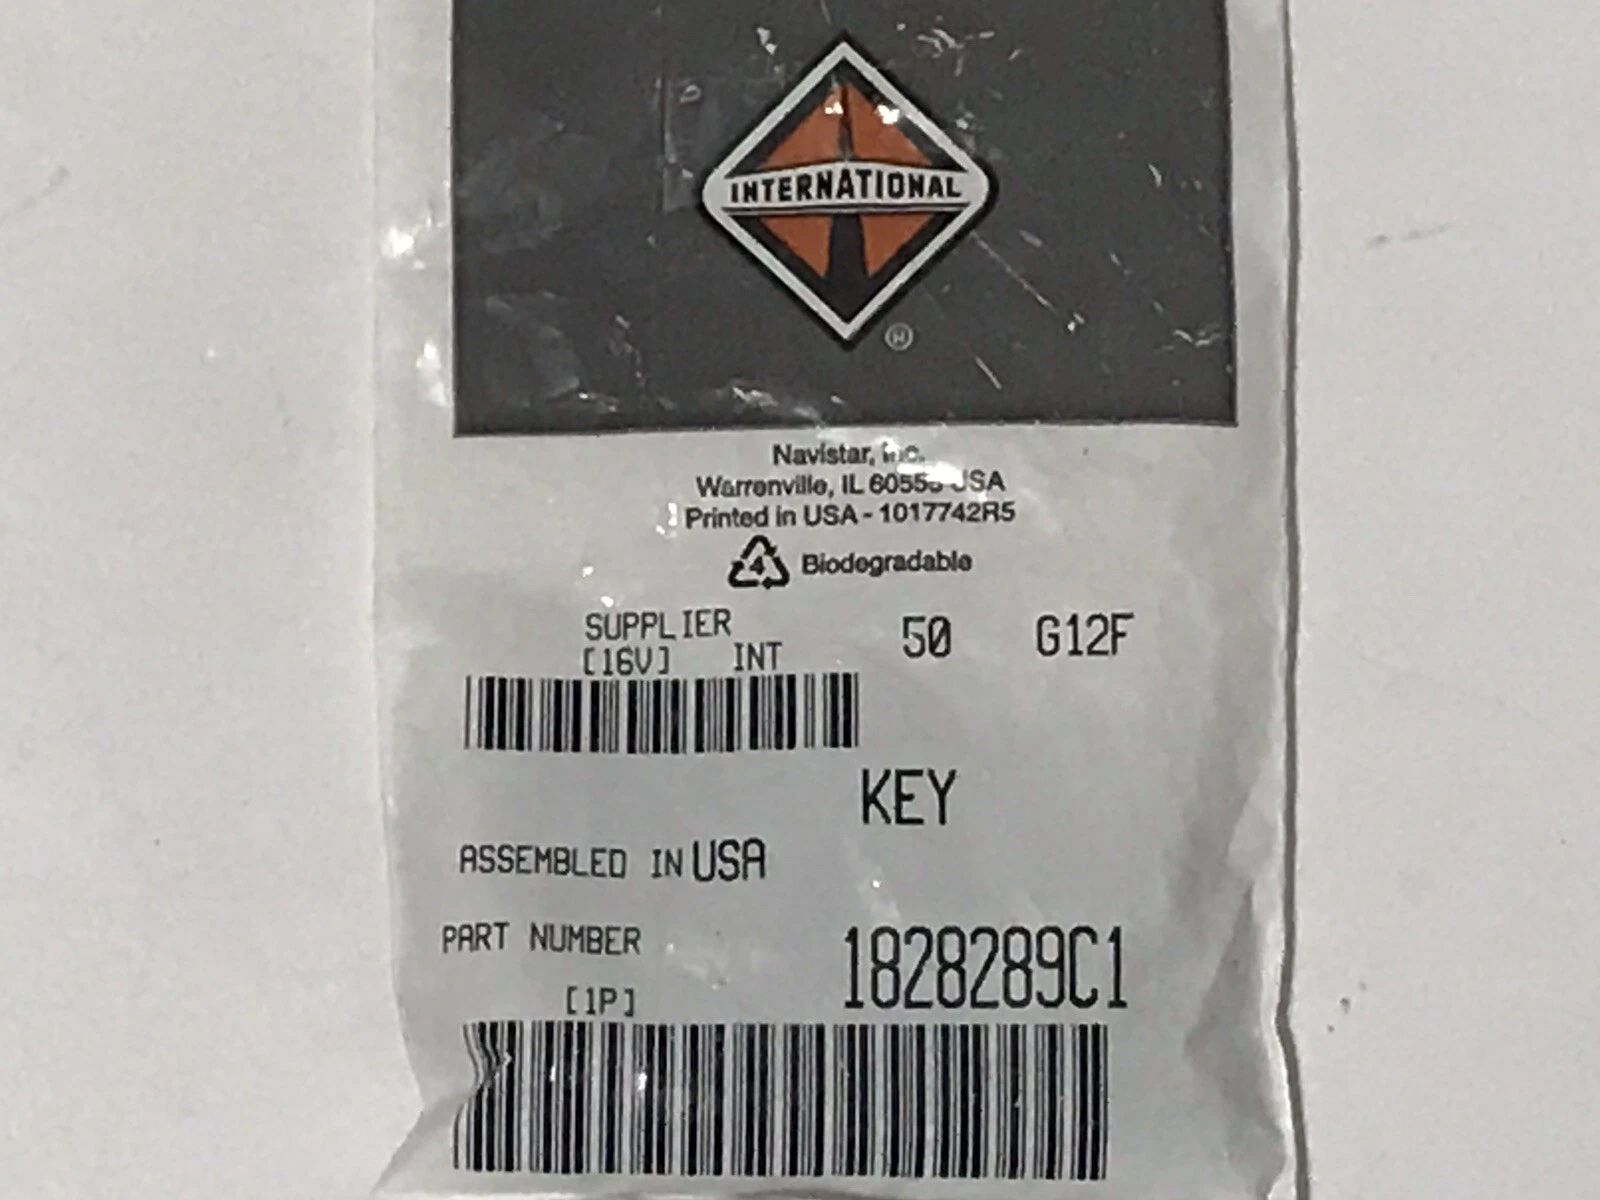 INTERNATIONAL
®
Navistar, Inc.
Warrenville, IL 60555 USA
Printed in USA - 1017742R5
4 Biodegradable
SUPPLIER 50 G12F
[16V] INT
KEY
ASSEMBLED IN USA
PART NUMBER 1828289C1
[1P]